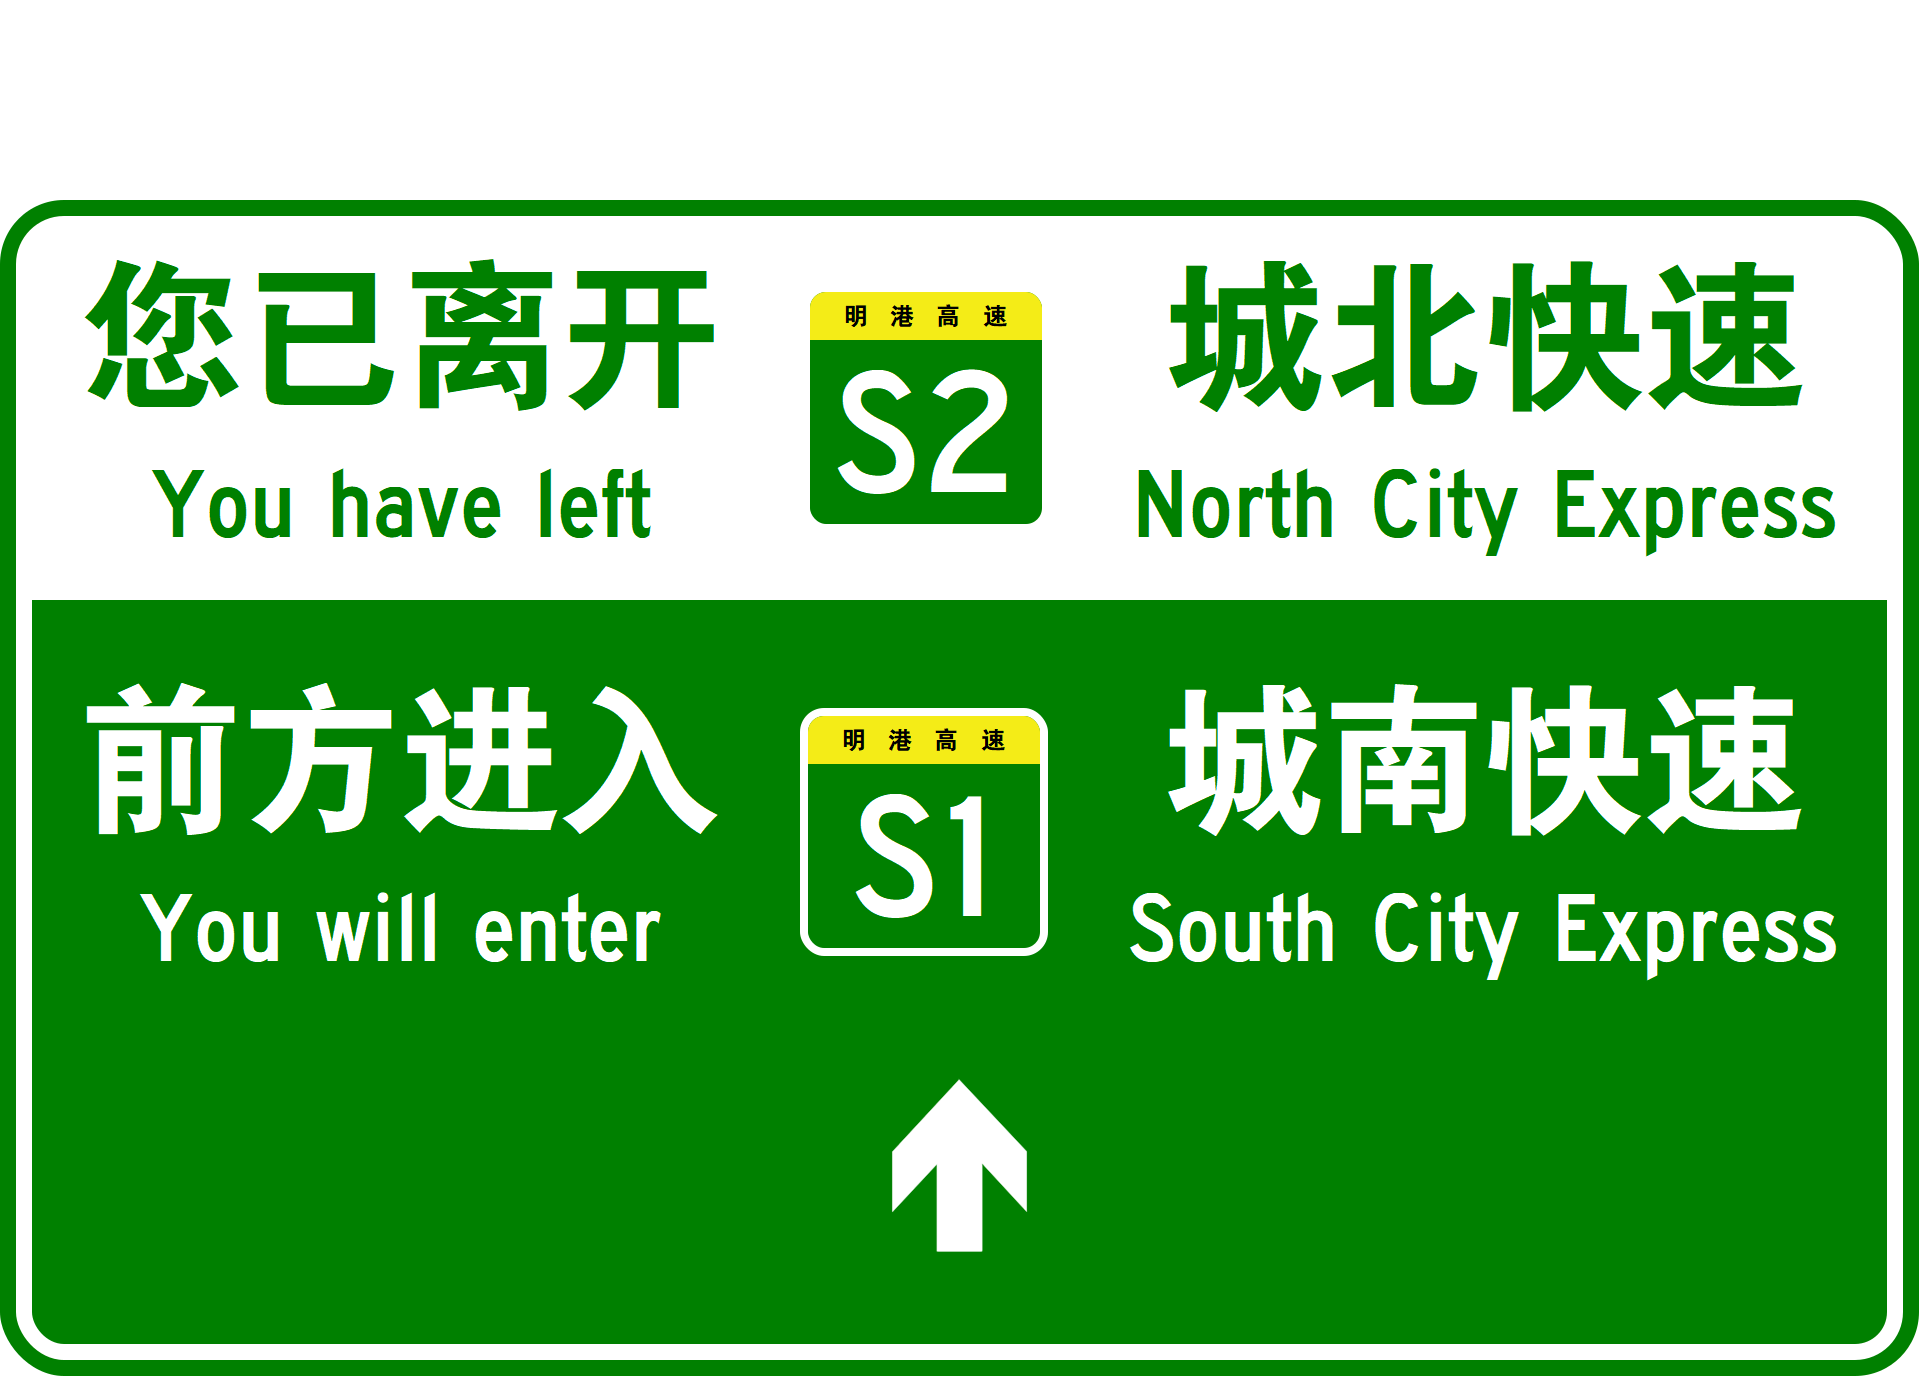 您已离开
You have left
明港高速
S2
城北快速
North City Express
前方进入
You will enter
明港高速
S1
城南快速
South City Express